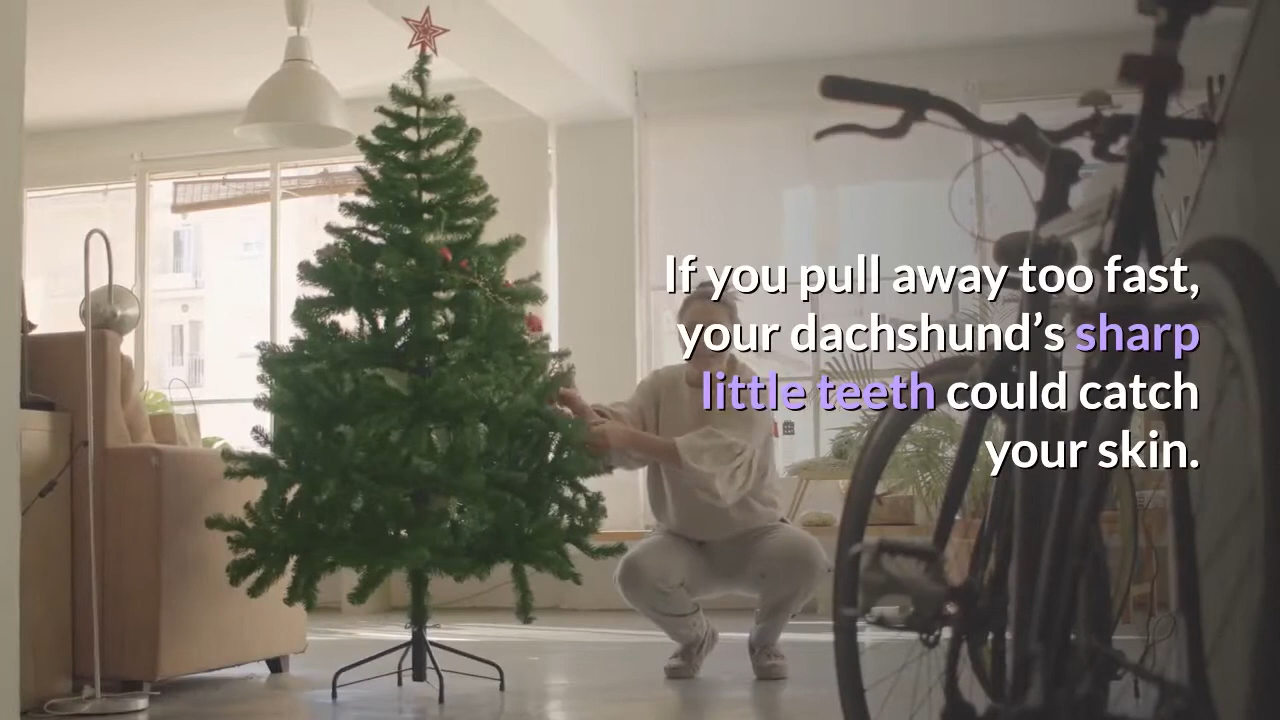 If you pull away too fast,
your dachshund’s sharp
little teeth could catch
your skin.